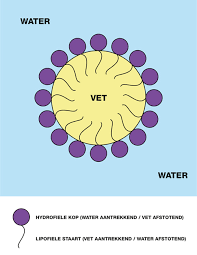 WATER
VET
WATER
HYDROFIELE KOP (WATER AANTREKKEND / VET AFSTOTEND)
LIPOFIELE STAART (VET AANTREKKEND / WATER AFSTOTEND)